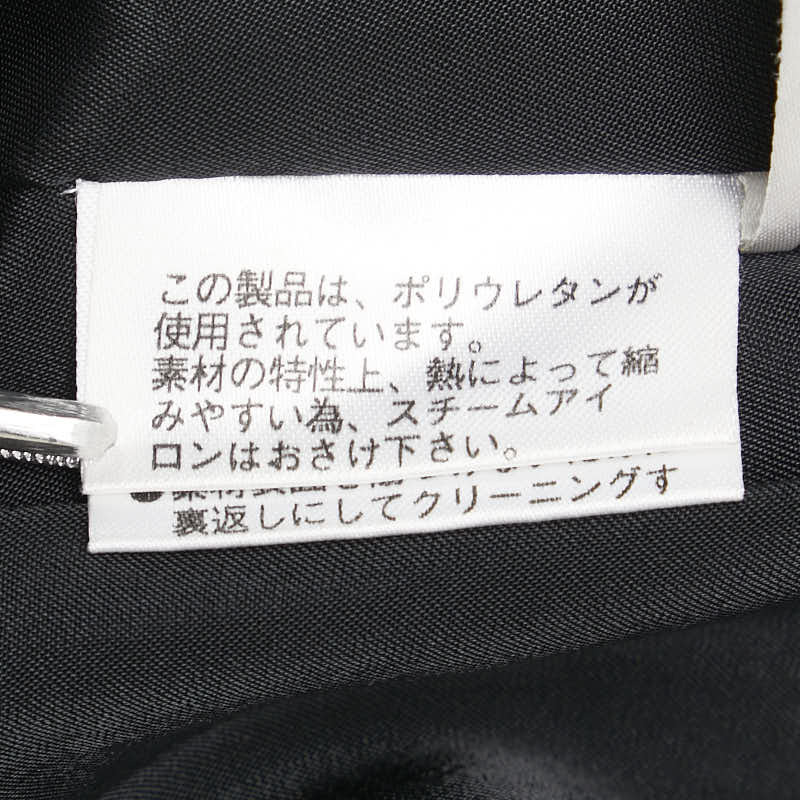 この製品は、ポリウレタンが
使用されています。
素材の特性上、熱によって縮
みやすい為、スチームアイ
ロンはおさけ下さい。
裏返しにしてクリーニングす